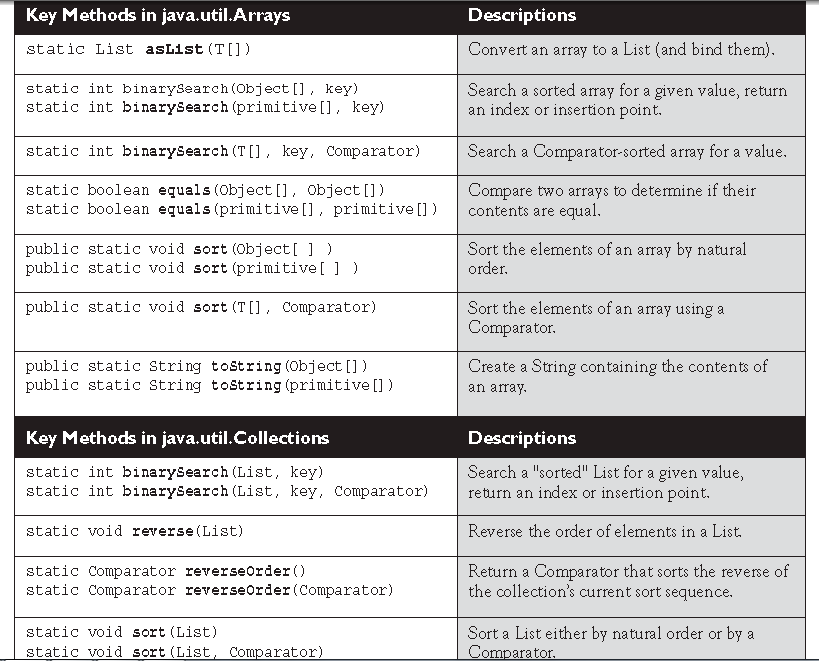 Key Methods in java.util.Arrays Descriptions
static List asList(T[]) Convert an array to a List (and bind them).
static int binarySearch(Object[], key) Search a sorted array for a given value, return
static int binarySearch(primitive[], key) an index or insertion point.
static int binarySearch(T[], key, Comparator) Search a Comparator-sorted array for a value.
static boolean equals(Object[], Object[]) Compare two arrays to determine if their
static boolean equals(primitive[], primitive[]) contents are equal.
public static void sort(Object[ ] ) Sort the elements of an array by natural
public static void sort(primitive[ ] ) order.
public static void sort(T[], Comparator) Sort the elements of an array using a
Comparator.
public static String toString(Object[]) Create a String containing the contents of
public static String toString(primitive[]) an array.
Key Methods in java.util.Collections Descriptions
static int binarySearch(List, key) Search a "sorted" List for a given value,
static int binarySearch(List, key, Comparator) return an index or insertion point.
static void reverse(List) Reverse the order of elements in a List.
static Comparator reverseOrder() Return a Comparator that sorts the reverse of
static Comparator reverseOrder(Comparator) the collection's current sort sequence.
static void sort(List) Sort a List either by natural order or by a
static void sort(List, Comparator) Comparator.